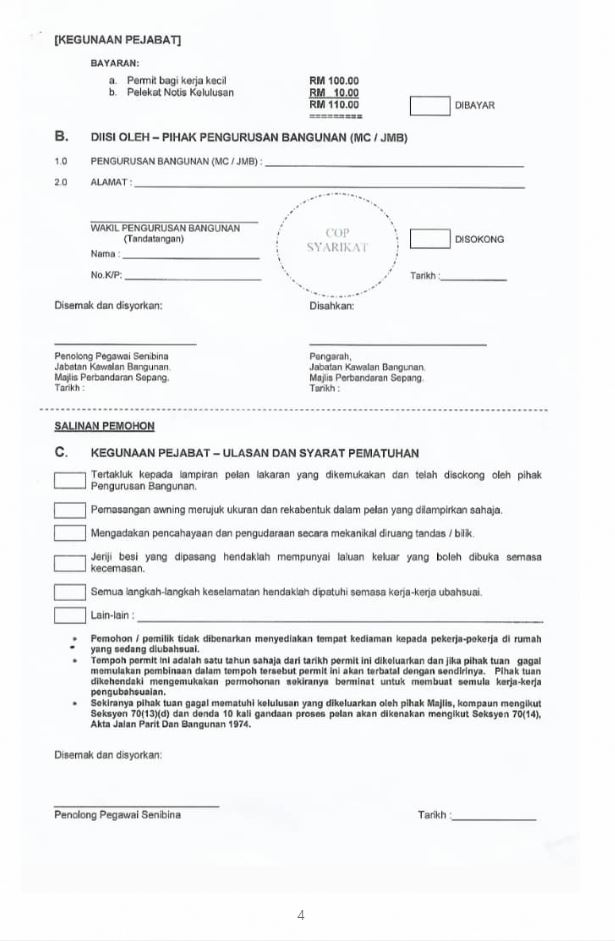 [KEGUNAAN PEJABAT]
BAYARAN:
a. Permit bagi kerja kecil RM 100.00
b. Pelekat Notis Kelulusan RM 10.00
RM 110.00 DIBAYAR
=========
B. DIISI OLEH – PIHAK PENGURUSAN BANGUNAN (MC / JMB)
1.0 PENGURUSAN BANGUNAN (MC / JMB) :
2.0 ALAMAT :
WAKIL PENGURUSAN BANGUNAN
(Tandatangan)
COP
SYARIKAT
DISOKONG
Nama :
No.K/P: Tarikh :
Disemak dan disyorkan: Disahkan:
Penolong Pegawai Senibina
Jabatan Kawalan Bangunan.
Majlis Perbandaran Sepang.
Tarikh :
Pengarah,
Jabatan Kawalan Bangunan.
Majlis Perbandaran Sepang.
Tarikh :
SALINAN PEMOHON
C. KEGUNAAN PEJABAT – ULASAN DAN SYARAT PEMATUHAN
Tertakluk kepada lampiran pelan lakaran yang dikemukakan dan telah disokong oleh pihak
Pengurusan Bangunan.
Pemasangan awning merujuk ukuran dan rekabentuk dalam pelan yang dilampirkan sahaja.
Mengadakan pencahayaan dan pengudaraan secara mekanikal diruang tandas / bilik.
Jeriji besi yang dipasang hendaklah mempunyai laluan keluar yang boleh dibuka semasa
kecemasan.
Semua langkah-langkah keselamatan hendaklah dipatuhi semasa kerja-kerja ubahsuai.
Lain-lain :
• Pemohon / pemilik tidak dibenarkan menyediakan tempat kediaman kepada pekerja-pekerja di rumah
• yang sedang diubahsuai.
• Tempoh permit ini adalah satu tahun sahaja dari tarikh permit ini dikeluarkan dan jika pihak tuan gagal
memulakan pembinaan dalam tempoh tersebut permit ini akan terbatal dengan sendirinya. Pihak tuan
dikehendaki mengemukakan permohonan sekiranya berminat untuk membuat semula kerja-kerja
pengubahsuaian.
• Sekiranya pihak tuan gagal mematuhi kelulusan yang dikeluarkan oleh pihak Majlis, kompaun mengikut
Seksyen 70(13)(d) dan denda 10 kali gandaan proses pelan akan dikenakan mengikut Seksyen 70(14),
Akta Jalan Parit Dan Bangunan 1974.
Disemak dan disyorkan:
Penolong Pegawai Senibina Tarikh :
4